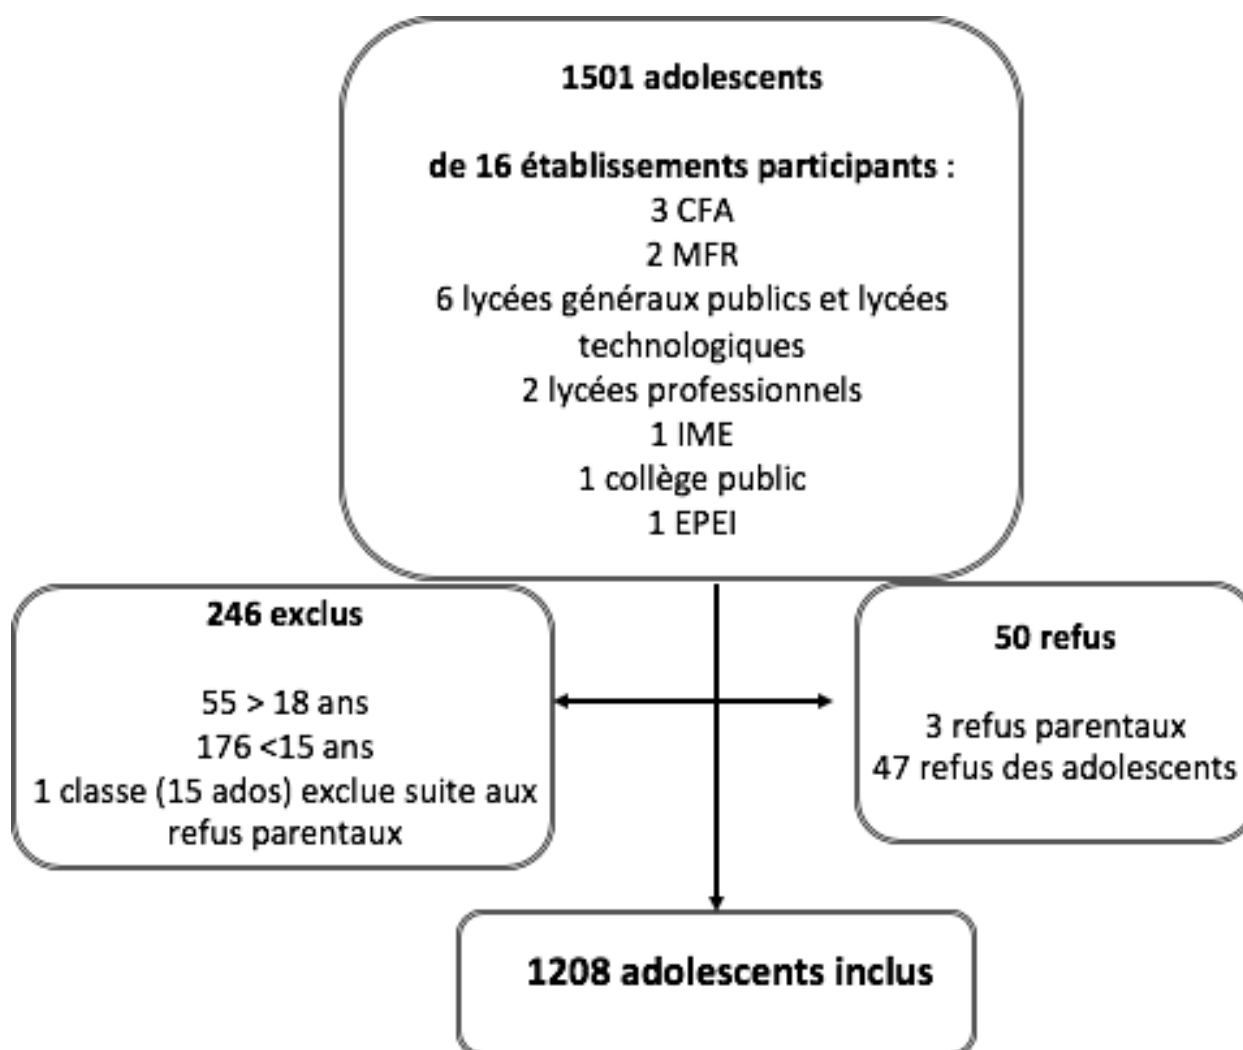 1501 adolescents
de 16 établissements participants :
3 CFA
2 MFR
6 lycées généraux publics et lycées
technologiques
2 lycées professionnels
1 IME
1 collège public
1 EPEI
246 exclus
55 > 18 ans
176 <15 ans
1 classe (15 ados) exclue suite aux
refus parentaux
50 refus
3 refus parentaux
47 refus des adolescents
1208 adolescents inclus